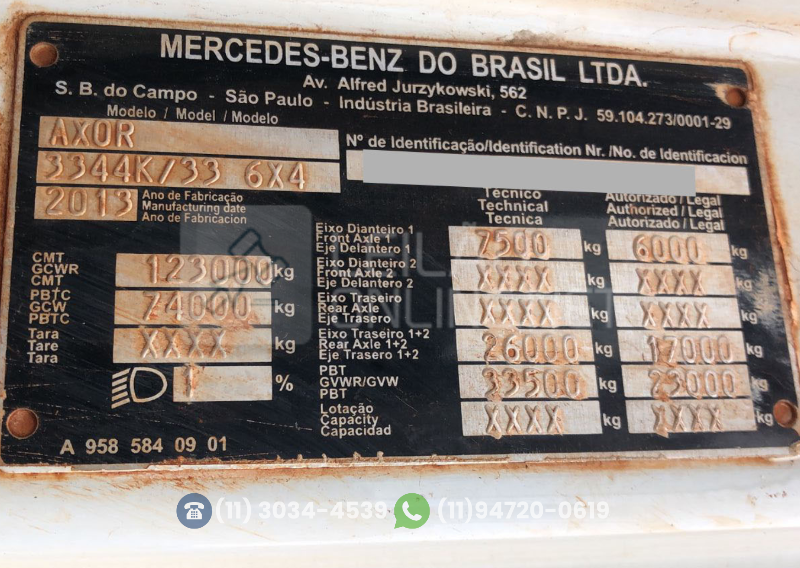 MERCEDES-BENZ DO BRASIL LTDA.
Av. Alfred Jurzykowski, 562
S. B. do Campo - São Paulo - Indústria Brasileira - C. N. P. J. 59.104.273/0001-29
Modelo / Model / Modelo
AXOR
3344K/33 6X4
Nº de Identificação/Identification Nr. /No. de Identificacion
2013
Ano de Fabricação
Manufacturing date
Ano de Fabricacion
Técnico
Technical
Tecnica
Autorizado / Legal
Authorized / Legal
Autorizado / Legal
CMT
GCWR
CMT
123000 kg
PBTC
GCW
PBTC
74000 kg
Tara
Tare
Tara
XXXX kg
1 %
Eixo Dianteiro 1
Front Axle 1
Eje Delantero 1
7500 kg 6000 kg
Eixo Dianteiro 2
Front Axle 2
Eje Delantero 2
XXXX kg XXXX kg
Eixo Traseiro
Rear Axle
Eje Trasero
XXXX kg XXXX kg
Eixo Traseiro 1+2
Rear Axle 1+2
Eje Trasero 1+2
26000 kg 17000 kg
PBT
GVWR/GVW
PBT
33500 kg 23000 kg
Lotação
Capacity
Capacidad
XXXX kg XXXX kg
A 958 584 09 01
(11) 3034-4539 (11)94720-0619